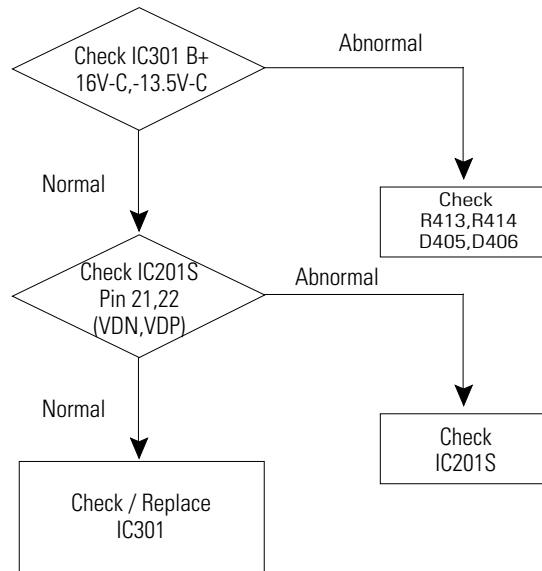 Check IC301 B+
16V-C,-13.5V-C
Abnormal
Normal
Check
R413,R414
D405,D406
Check IC201S
Pin 21,22
(VDN,VDP)
Abnormal
Normal
Check
IC201S
Check / Replace
IC301